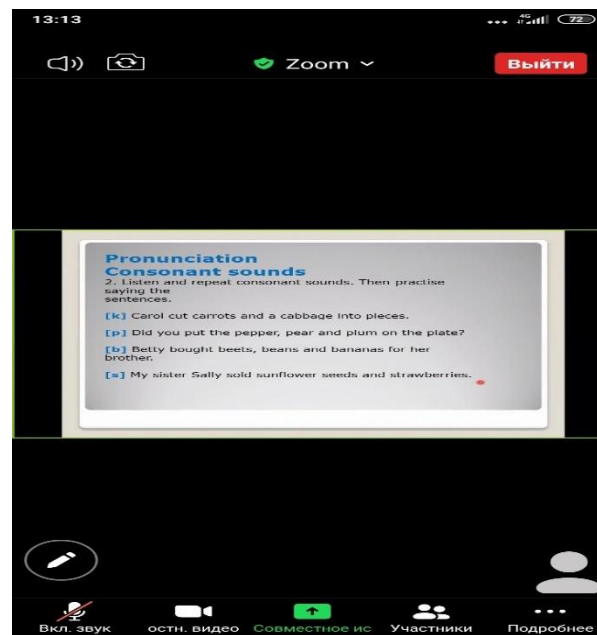 13:13
4G
72
Zoom
Выйти
Pronunciation
Consonant sounds
2. Listen and repeat consonant sounds. Then practise
saying the
sentences.
[k] Carol cut carrots and a cabbage into pieces.
[p] Did you put the pepper, pear and plum on the plate?
[b] Betty bought beets, beans and bananas for her
brother.
[s] My sister Sally sold sunflower seeds and strawberries.
Вкл. звук остн. видео Совместное ис Участники Подробнее